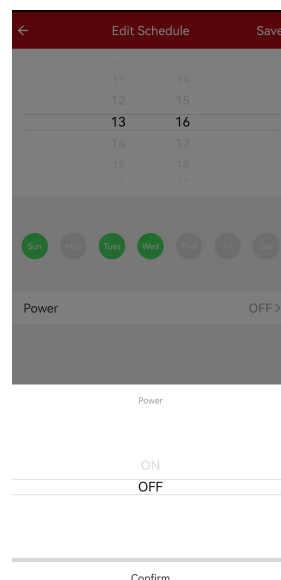 ← Edit Schedule Save
11 14
12 15
13 16
14 17
15 18
Sun Mon Tues Wed Thur Fri Sat
Power OFF >
Power
ON
OFF
Confirm